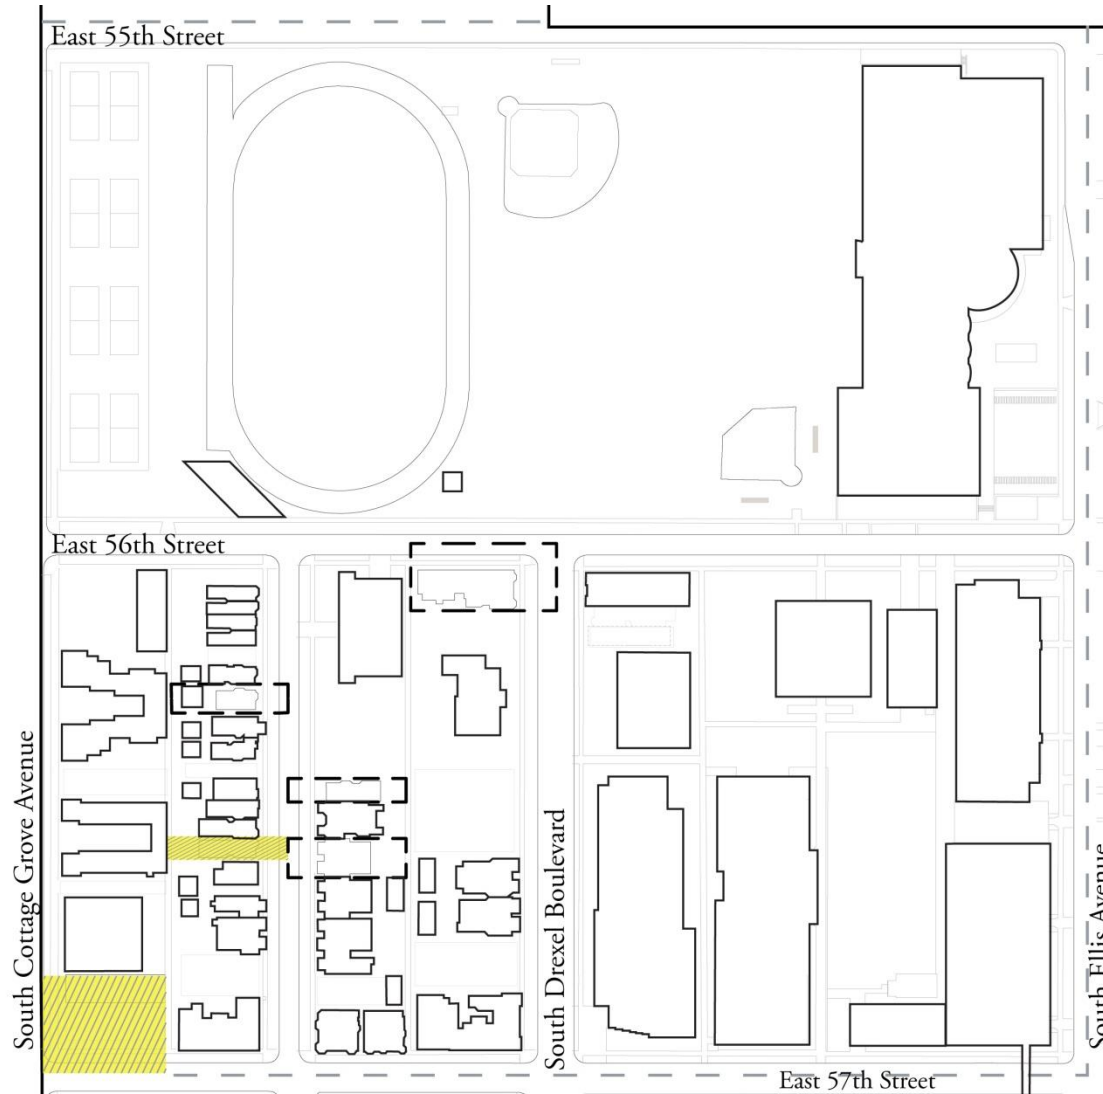 East 55th Street
East 56th Street
South Cottage Grove Avenue
South Drexel Boulevard
South Ellis Avenue
East 57th Street